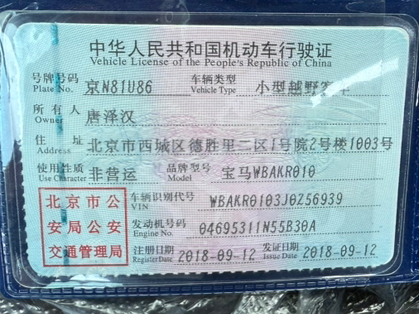 中华人民共和国机动车行驶证
Vehicle License of the People's Republic of China
号牌号码 京N81U86 车辆类型 小型越野客车
Plate No. Vehicle Type
所有人 唐泽汉
Owner
住址 北京市西城区德胜里二区1号院2号楼1003号
Address
使用性质 非营运 品牌型号 宝马WBAKR010
Use Character Model
北京市公安局公安交通管理局
车辆识别代号 WBAKR0103J0Z56939
VIN
发动机号码 04695311N55B30A
Engine No.
注册日期 2018-09-12 发证日期 2018-09-12
Register Date Issue Date